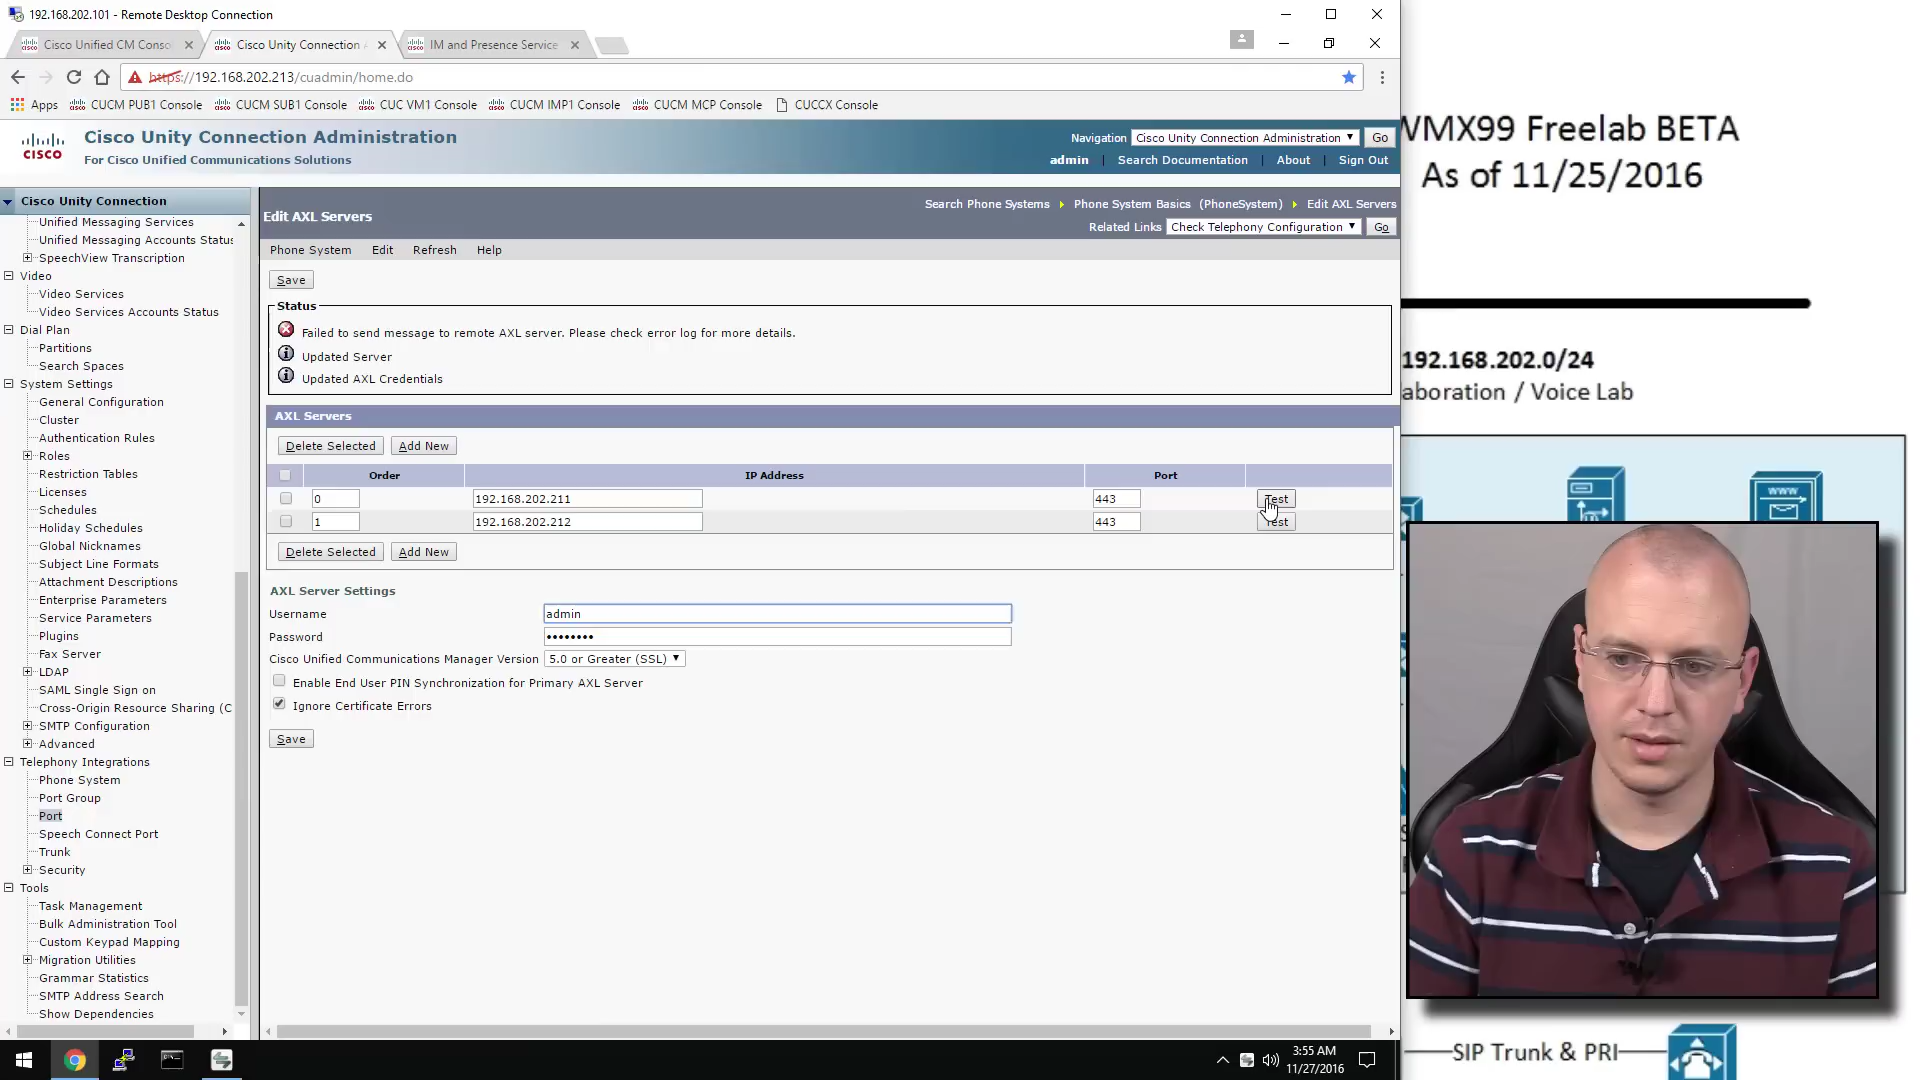 192.168.202.101 - Remote Desktop Connection
Cisco Unified CM Conso
Cisco Unity Connection A
IM and Presence Service
https://192.168.202.213/cuadmin/home.do
Apps
CUCM PUB1 Console
CUCM SUB1 Console
CUC VM1 Console
CUCM IMP1 Console
CUCM MCP Console
CUCCX Console
CISCO
Cisco Unity Connection Administration
For Cisco Unified Communications Solutions
Navigation Cisco Unity Connection Administration Go
admin | Search Documentation | About | Sign Out
Cisco Unity Connection
Unified Messaging Services
Unified Messaging Accounts Status
SpeechView Transcription
Video
Video Services
Video Services Accounts Status
Dial Plan
Partitions
Search Spaces
System Settings
General Configuration
Cluster
Authentication Rules
Roles
Restriction Tables
Licenses
Schedules
Holiday Schedules
Global Nicknames
Subject Line Formats
Attachment Descriptions
Enterprise Parameters
Service Parameters
Plugins
Fax Server
LDAP
SAML Single Sign on
Cross-Origin Resource Sharing (C
SMTP Configuration
Advanced
Telephony Integrations
Phone System
Port Group
Port
Speech Connect Port
Trunk
Security
Tools
Task Management
Bulk Administration Tool
Custom Keypad Mapping
Migration Utilities
Grammar Statistics
SMTP Address Search
Show Dependencies
Edit AXL Servers
Search Phone Systems Phone System Basics (PhoneSystem) Edit AXL Servers
Related Links Check Telephony Configuration Go
Phone System Edit Refresh Help
Save
Status
Failed to send message to remote AXL server. Please check error log for more details.
Updated Server
Updated AXL Credentials
AXL Servers
Delete Selected Add New
Order IP Address Port
0 192.168.202.211 443 Test
1 192.168.202.212 443 Test
Delete Selected Add New
AXL Server Settings
Username admin
Password ••••••••
Cisco Unified Communications Manager Version 5.0 or Greater (SSL)
Enable End User PIN Synchronization for Primary AXL Server
Ignore Certificate Errors
Save
3:55 AM
11/27/2016
WMX99 Freelab BETA
As of 11/25/2016
192.168.202.0/24
aboration / Voice Lab
WWW
SIP Trunk & PRI